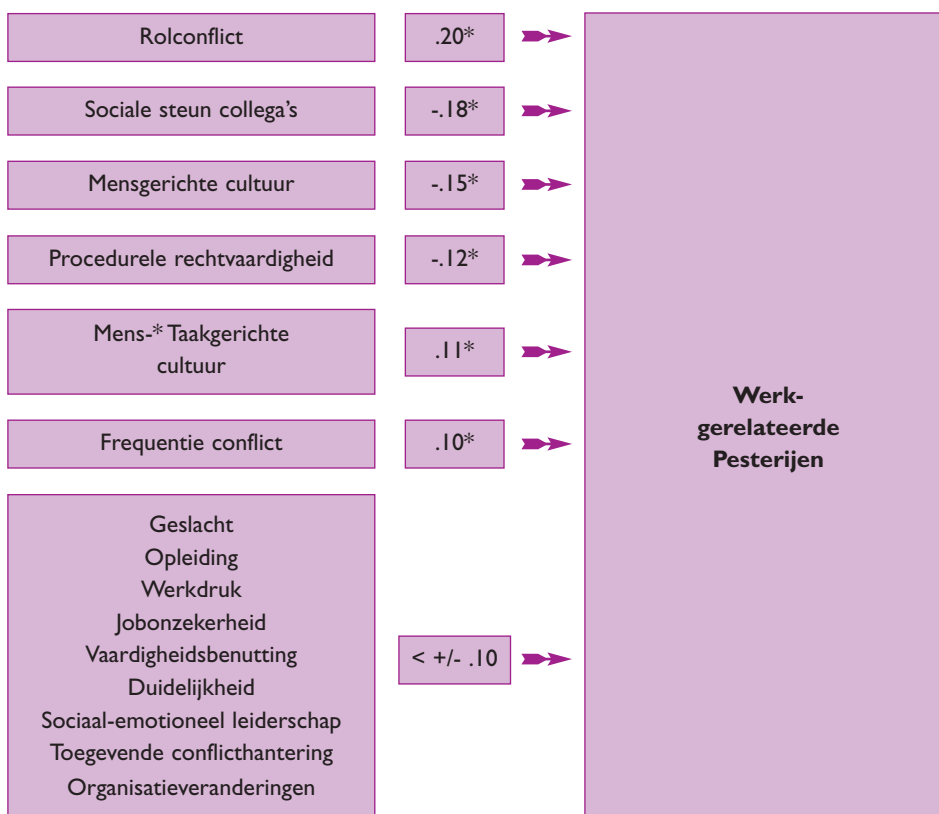 Rolconflict
.20*
Sociale steun collega's
-.18*
Mensgerichte cultuur
-.15*
Procedurele rechtvaardigheid
-.12*
Mens-* Taakgerichte
cultuur
.11*
Frequentie conflict
.10*
Geslacht
Opleiding
Werkdruk
Jobonzekerheid
Vaardigheidsbenutting
Duidelijkheid
Sociaal-emotioneel leiderschap
Toegevende conflicthantering
Organisatieveranderingen
< +/- .10
Werk-
gerelateerde
Pesterijen